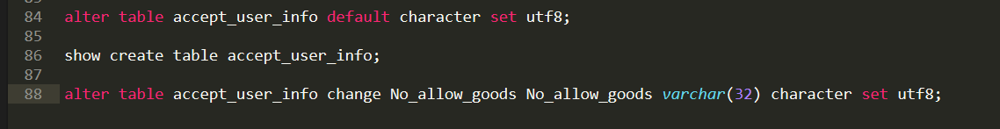 84 alter table accept_user_info default character set utf8;
85
86 show create table accept_user_info;
87
88 alter table accept_user_info change No_allow_goods No_allow_goods varchar(32) character set utf8;